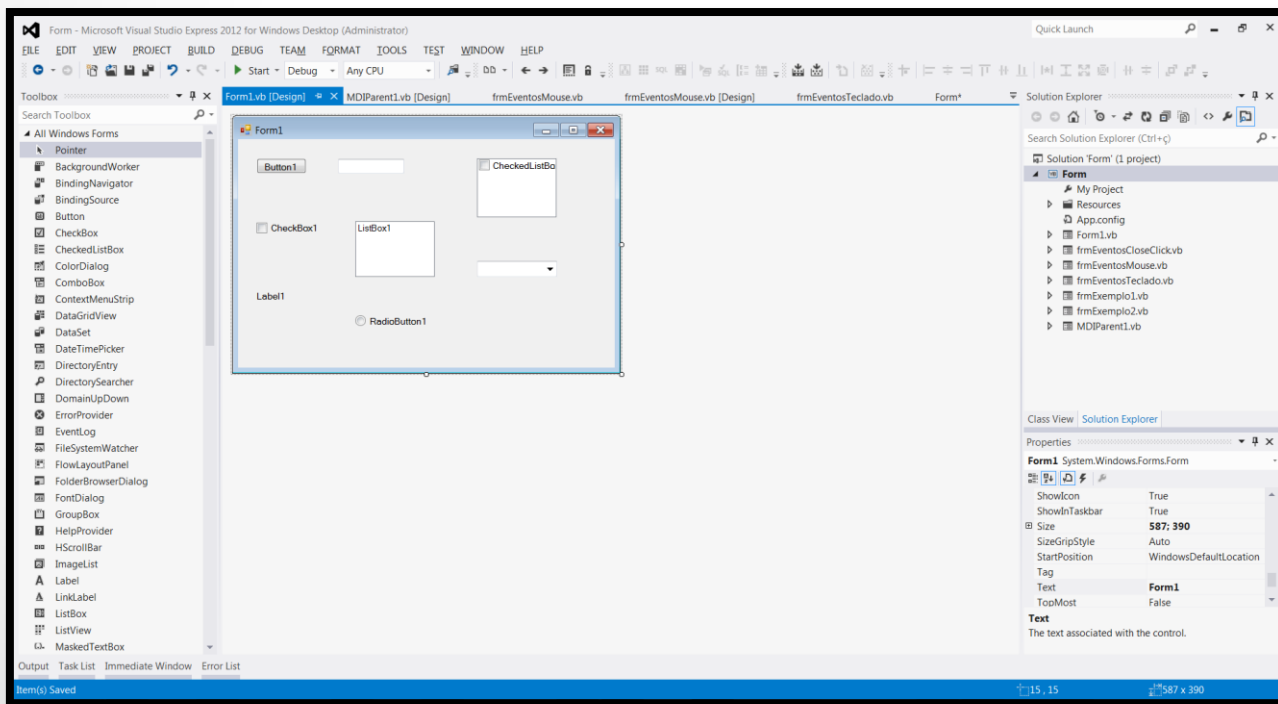 Form - Microsoft Visual Studio Express 2012 for Windows Desktop (Administrator)
Quick Launch
FILE EDIT VIEW PROJECT BUILD DEBUG TEAM FORMAT TOOLS TEST WINDOW HELP
Start Debug Any CPU
Toolbox
Search Toolbox
All Windows Forms
Pointer
BackgroundWorker
BindingNavigator
BindingSource
Button
CheckBox
CheckedListBox
ColorDialog
ComboBox
ContextMenuStrip
DataGridView
DataSet
DateTimePicker
DirectoryEntry
DirectorySearcher
DomainUpDown
ErrorProvider
EventLog
FileSystemWatcher
FlowLayoutPanel
FolderBrowserDialog
FontDialog
GroupBox
HelpProvider
HScrollBar
ImageList
Label
LinkLabel
ListBox
ListView
MaskedTextBox
Form1.vb [Design] MDIParent1.vb [Design] frmEventosMouse.vb frmEventosMouse.vb [Design] frmEventosTeclado.vb Form*
Form1
Button1
CheckedListBo
CheckBox1
ListBox1
Label1
RadioButton1
Solution Explorer
Search Solution Explorer (Ctrl+ç)
Solution 'Form' (1 project)
Form
My Project
Resources
App.config
Form1.vb
frmEventosCloseClick.vb
frmEventosMouse.vb
frmEventosTeclado.vb
frmExemplo1.vb
frmExemplo2.vb
MDIParent1.vb
Class View Solution Explorer
Properties
Form1 System.Windows.Forms.Form
ShowIcon True
ShowInTaskbar True
Size 587; 390
SizeGripStyle Auto
StartPosition WindowsDefaultLocation
Tag
Text Form1
TopMost False
Text
The text associated with the control.
Output Task List Immediate Window Error List
Item(s) Saved
15 , 15
587 x 390